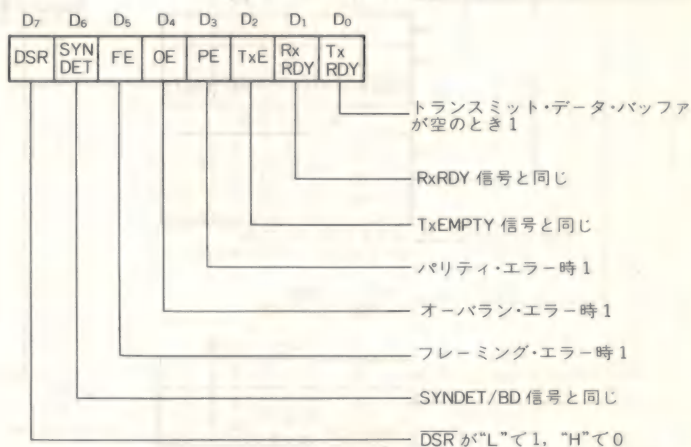 D₇ D₆ D₅ D₄ D₃ D₂ D₁ D₀
DSR SYN DET FE OE PE TxE Rx RDY Tx RDY
トランスミット・データ・バッファ
が空のとき1
RxRDY 信号と同じ
TxEMPTY 信号と同じ
パリティ・エラー時1
オーバラン・エラー時1
フレーミング・エラー時1
SYNDET/BD 信号と同じ
D̅S̅R̅が“L”で1，“H”で0